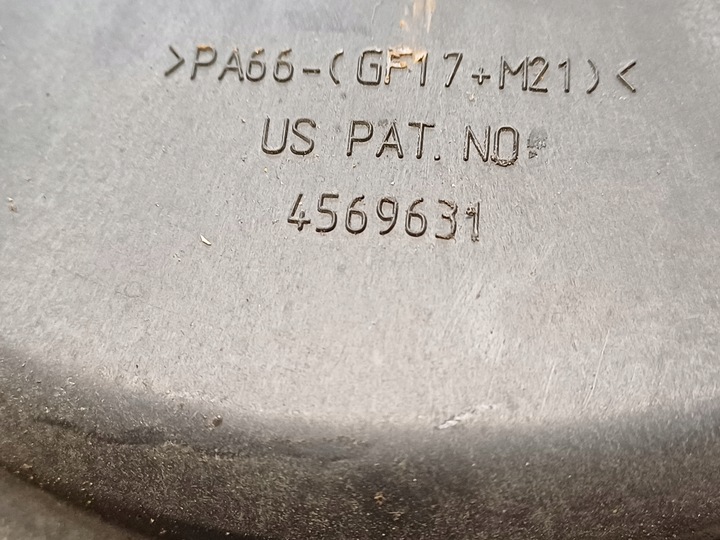 >PA66-(GF17+M21)<
US PAT. NO.
4569631